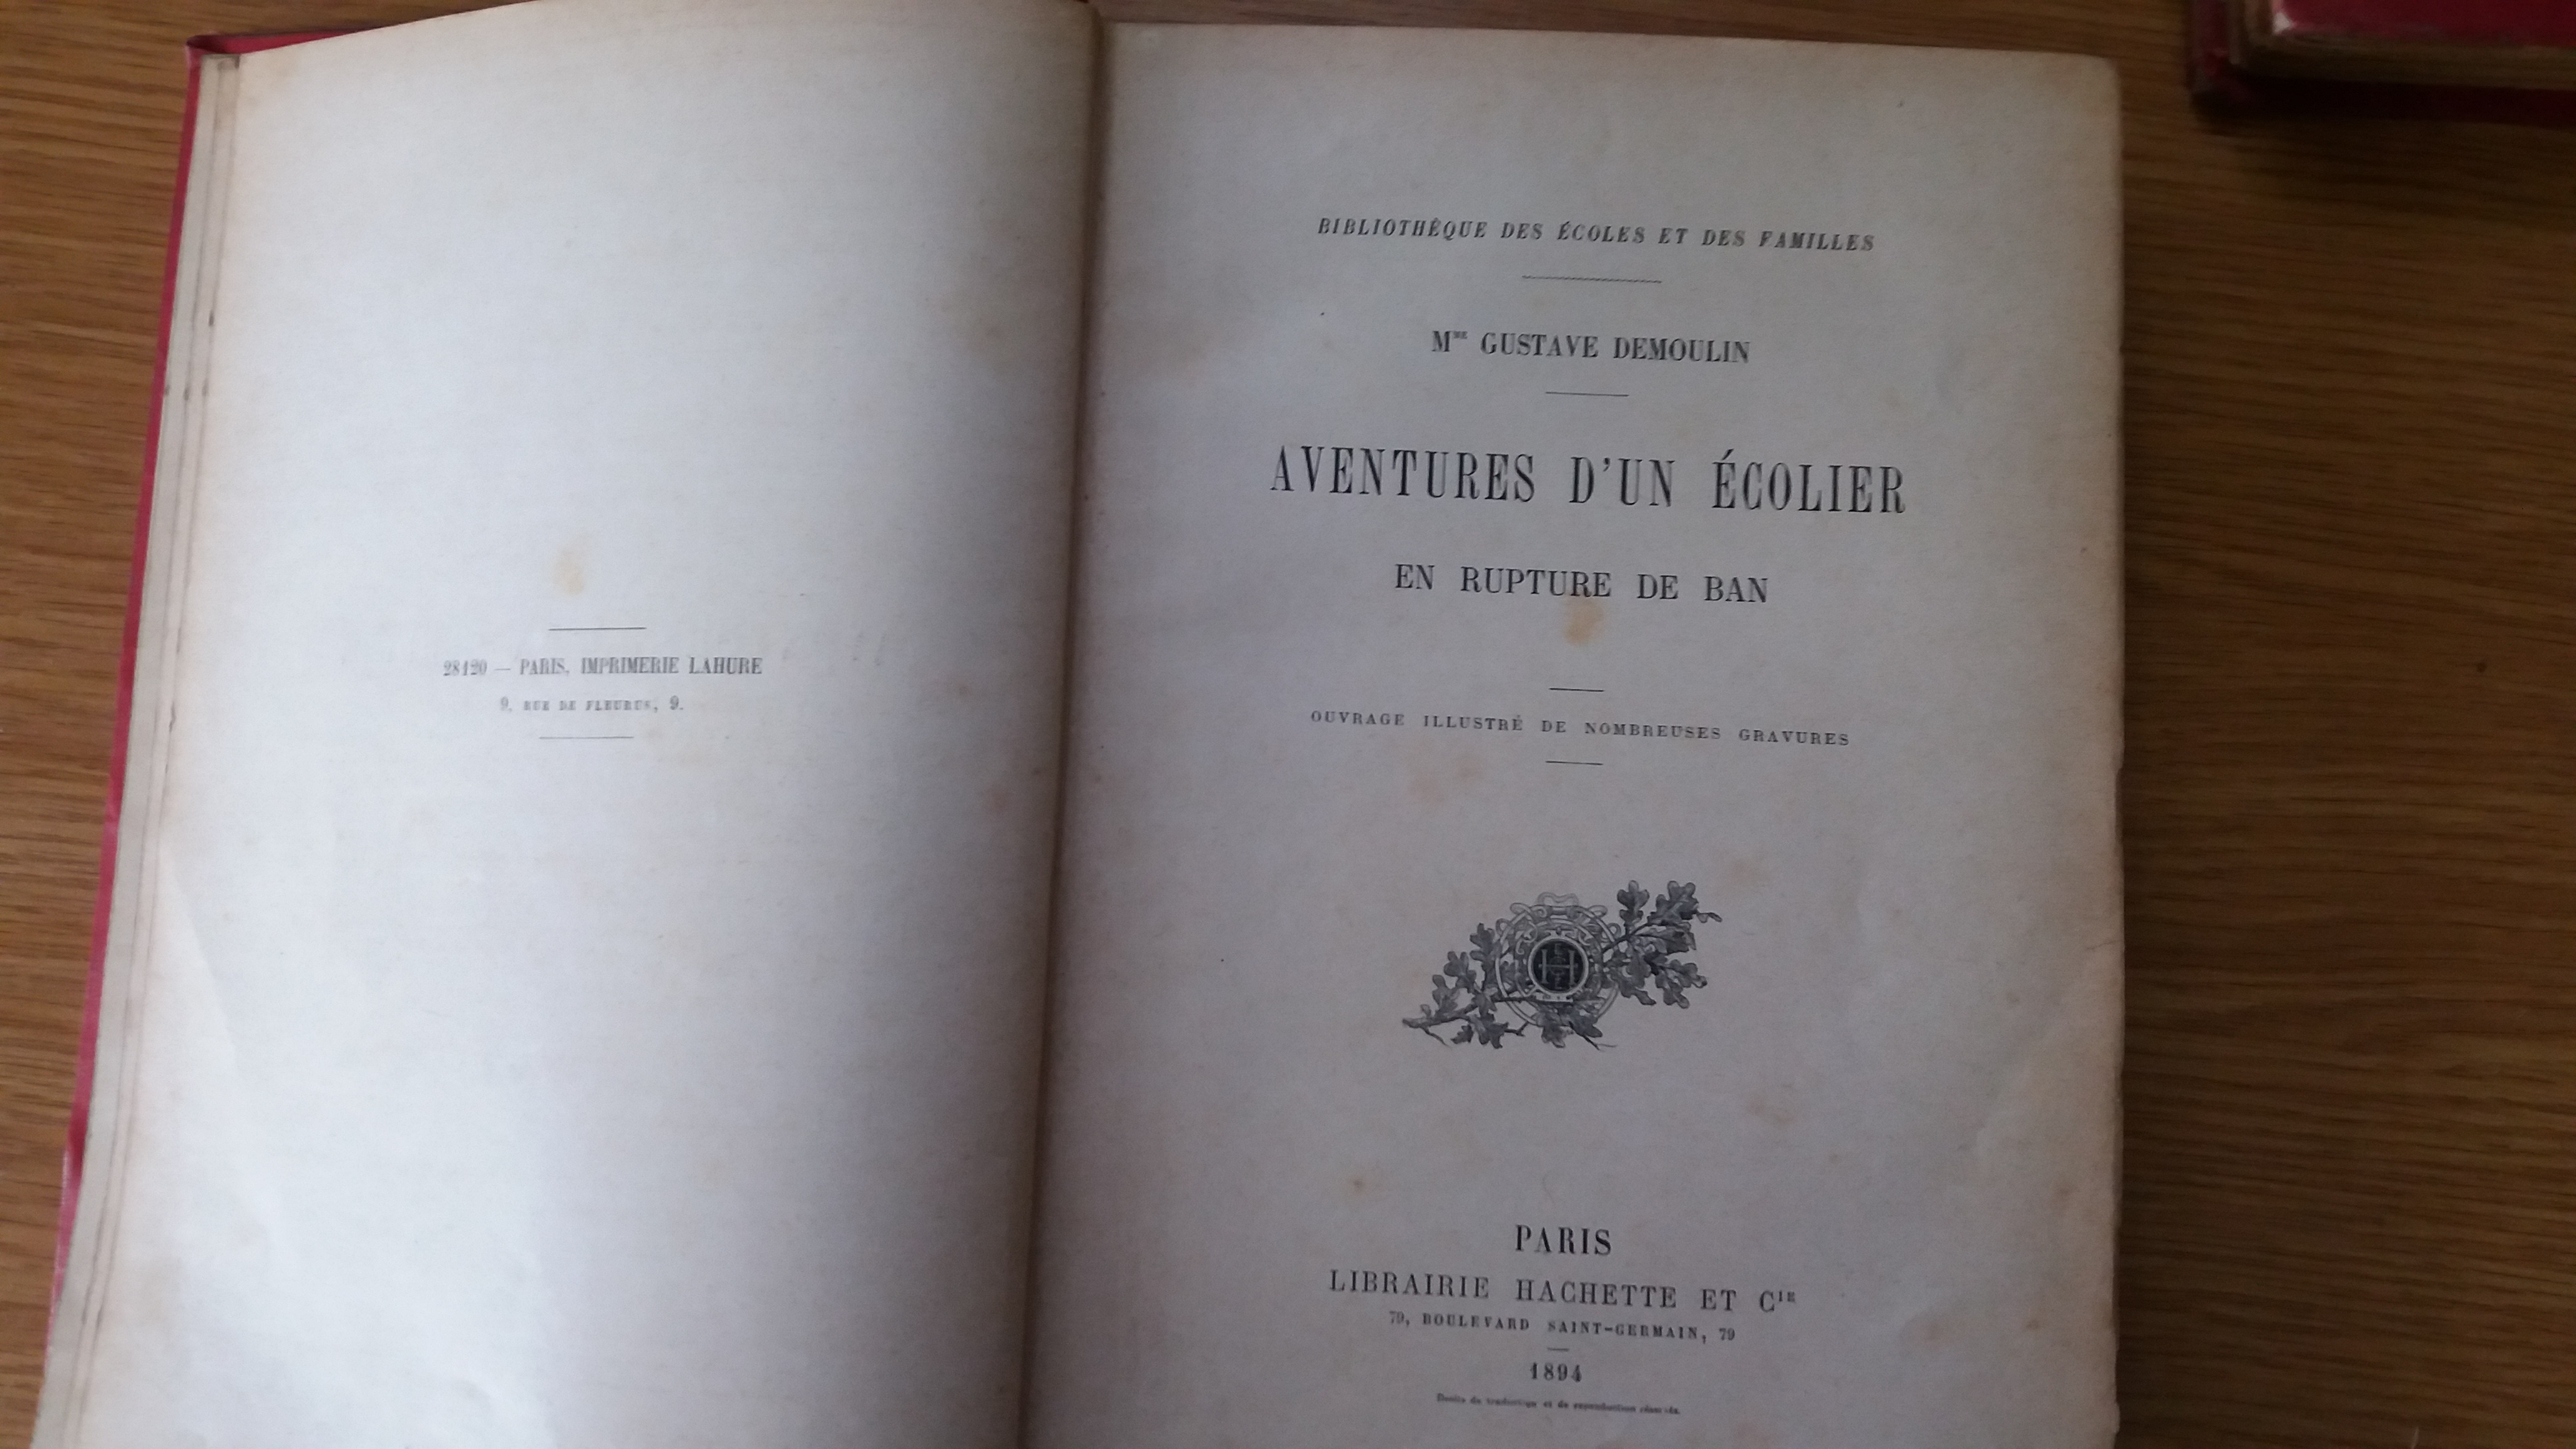 28120 — PARIS, IMPRIMERIE LAHURE
9, RUE DE FLEURUS, 9.
BIBLIOTHÈQUE DES ÉCOLES ET DES FAMILLES
Mme GUSTAVE DEMOULIN
AVENTURES D'UN ÉCOLIER
EN RUPTURE DE BAN
OUVRAGE ILLUSTRÉ DE NOMBREUSES GRAVURES
PARIS
LIBRAIRIE HACHETTE ET Cie
79, BOULEVARD SAINT-GERMAIN, 79
1894
Droits de traduction et de reproduction réservés.